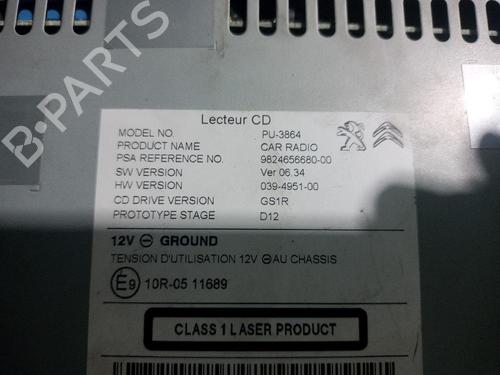 B-PARTS
Lecteur CD
MODEL NO. PU-3864
PRODUCT NAME CAR RADIO
PSA REFERENCE NO. 9824656680-00
SW VERSION Ver 06.34
HW VERSION 039-4951-00
CD DRIVE VERSION GS1R
PROTOTYPE STAGE D12
12V ⊖ GROUND
TENSION D'UTILISATION 12V ⊖ AU CHASSIS
E9 10R-05 11689
CLASS 1 LASER PRODUCT